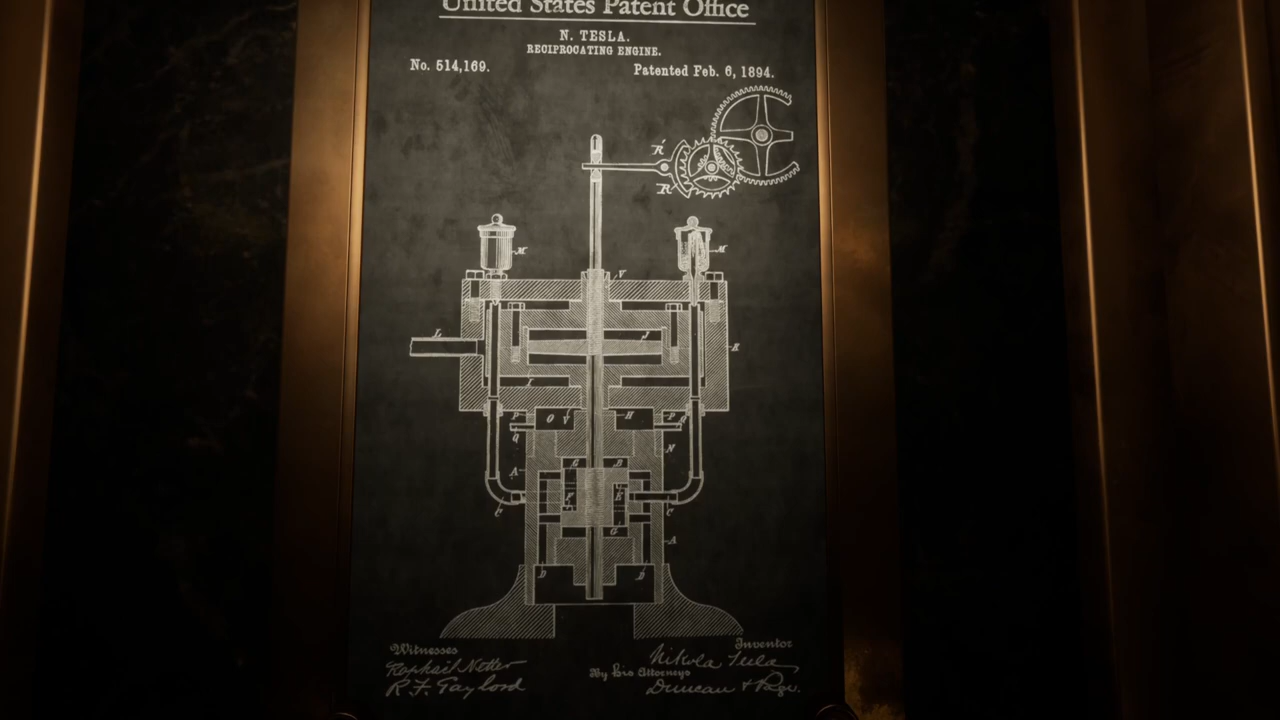 United States Patent Office
N. TESLA.
RECIPROCATING ENGINE.
No. 514,169.
Patented Feb. 6, 1894.
R'
R
M
M
V
L
J
K
I
P
O
V
H
P
Q
Q
N
G
B
A
F
E
C
C
G
A
D
D
Witnesses
Raphael Netter
R. F. Gaylord
Inventor
Nikola Tesla
By his Attorneys
Duncan & Page.